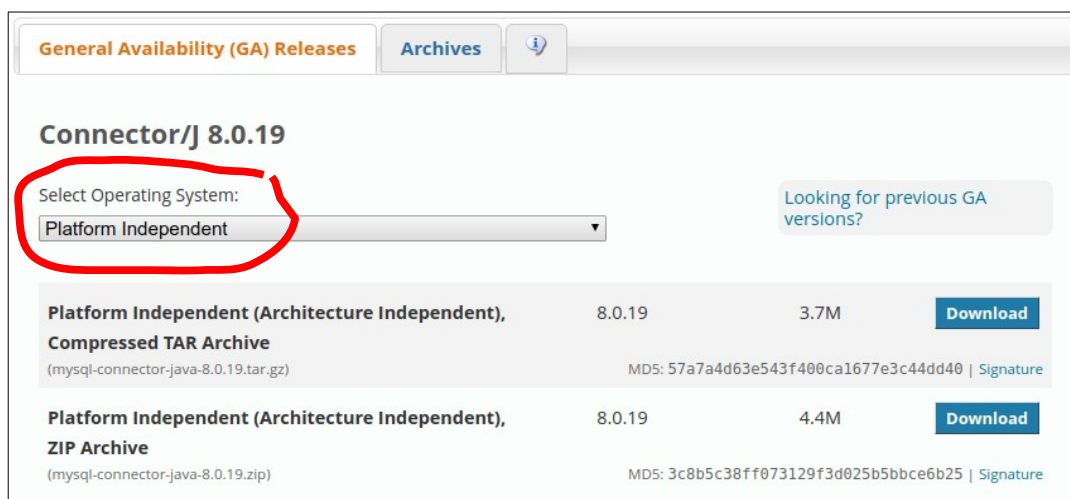 General Availability (GA) Releases
Archives
Connector/J 8.0.19
Select Operating System:
Platform Independent
Looking for previous GA
versions?
Platform Independent (Architecture Independent),
Compressed TAR Archive
8.0.19
3.7M
Download
(mysql-connector-java-8.0.19.tar.gz)
MD5: 57a7a4d63e543f400ca1677e3c44dd40 | Signature
Platform Independent (Architecture Independent),
ZIP Archive
8.0.19
4.4M
Download
(mysql-connector-java-8.0.19.zip)
MD5: 3c8b5c38ff073129f3d025b5bbce6b25 | Signature